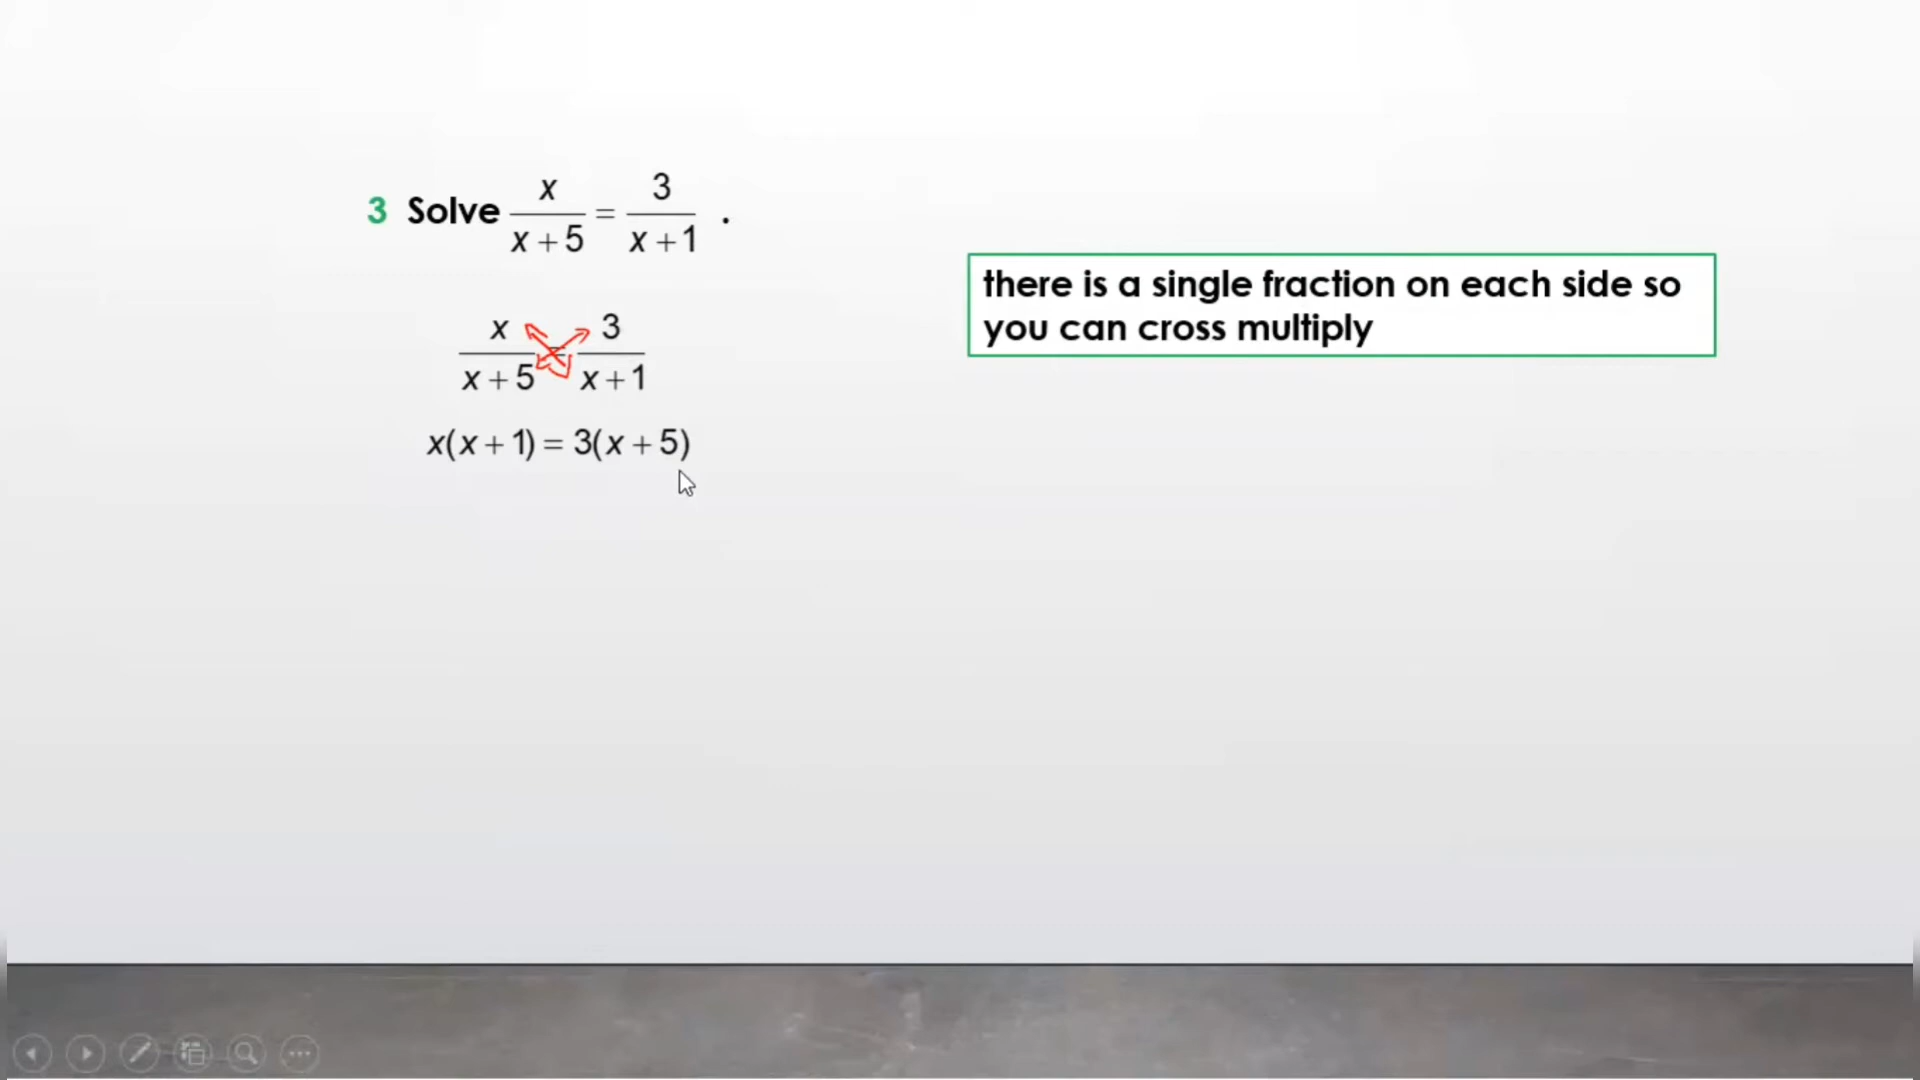 3 Solve x/(x + 5) = 3/(x + 1) .
there is a single fraction on each side so
you can cross multiply
x/(x + 5) = 3/(x + 1)
x(x + 1) = 3(x + 5)